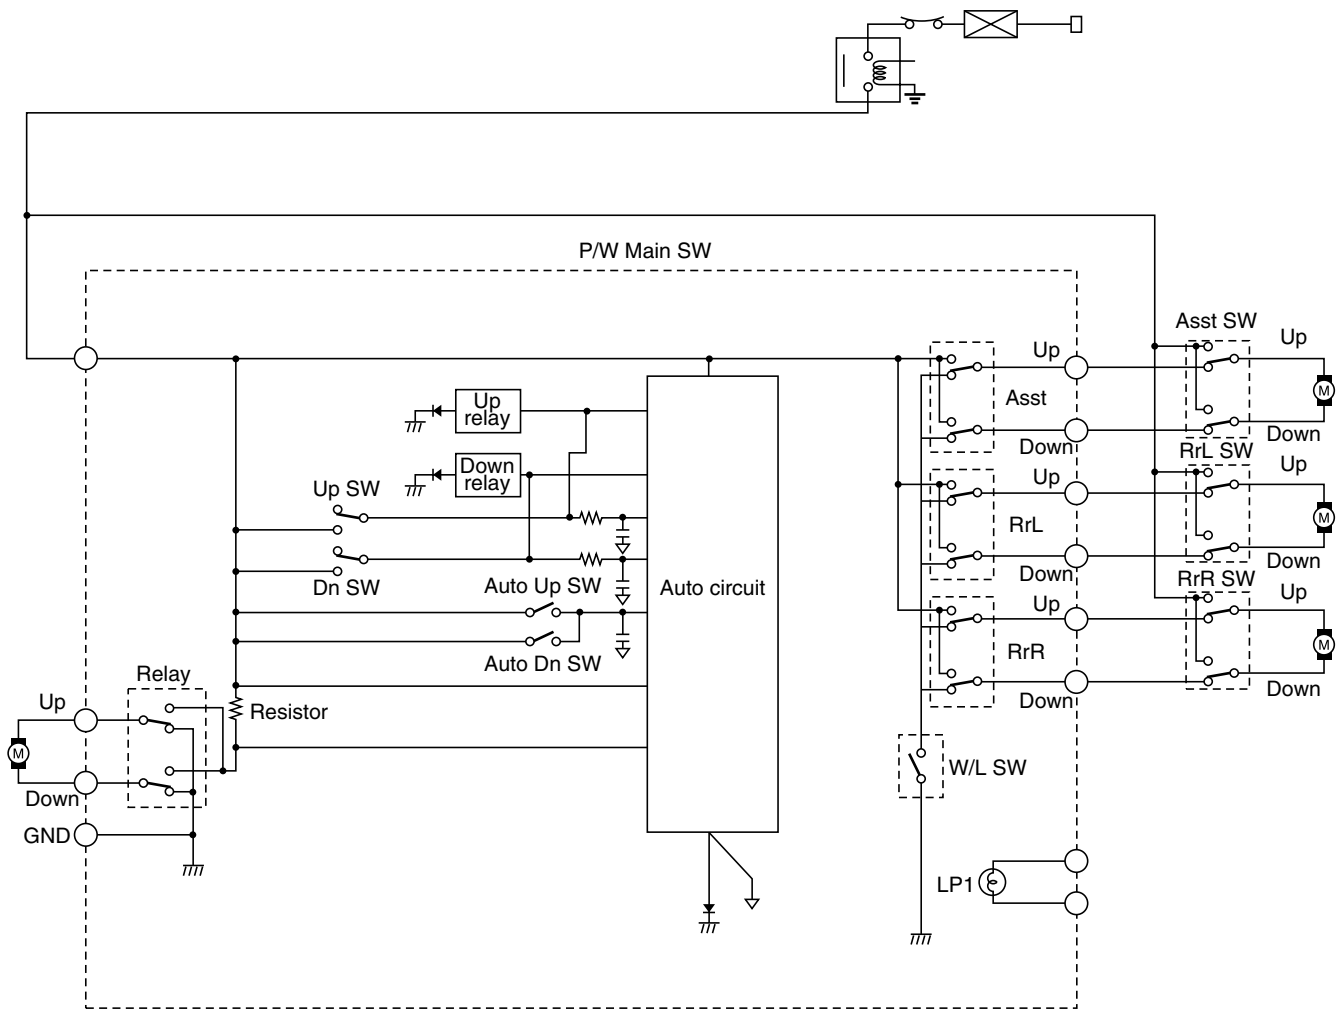 P/W Main SW
Asst SW
Up
Up
M
Up
relay
Asst
Down
Down
RrL SW
Down
relay
Up
Up
Up SW
M
RrL
Down
Down
Dn SW
Auto Up SW
Auto circuit
RrR SW
Up
Up
M
RrR
Auto Dn SW
Relay
Down
Down
Up
Resistor
M
W/L SW
Down
GND
LP1